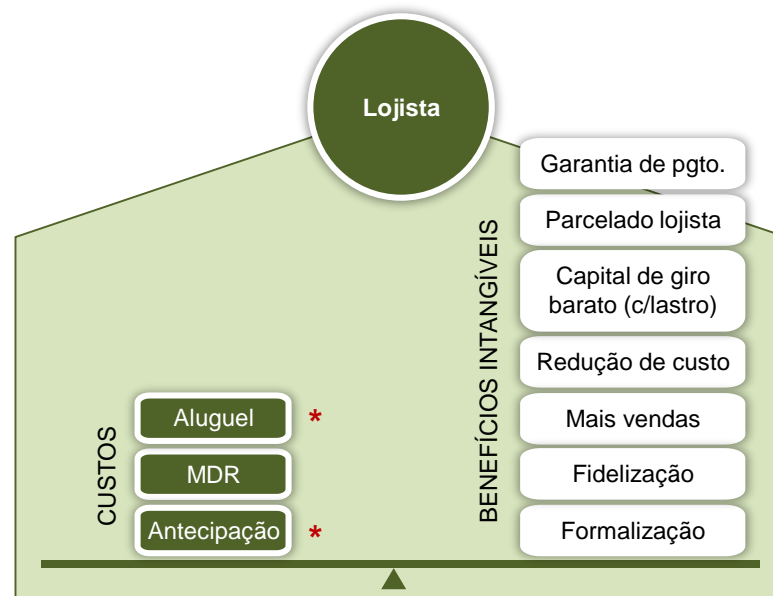 Lojista
CUSTOS
Aluguel *
MDR
Antecipação *
BENEFÍCIOS INTANGÍVEIS
Garantia de pgto.
Parcelado lojista
Capital de giro
barato (c/lastro)
Redução de custo
Mais vendas
Fidelização
Formalização